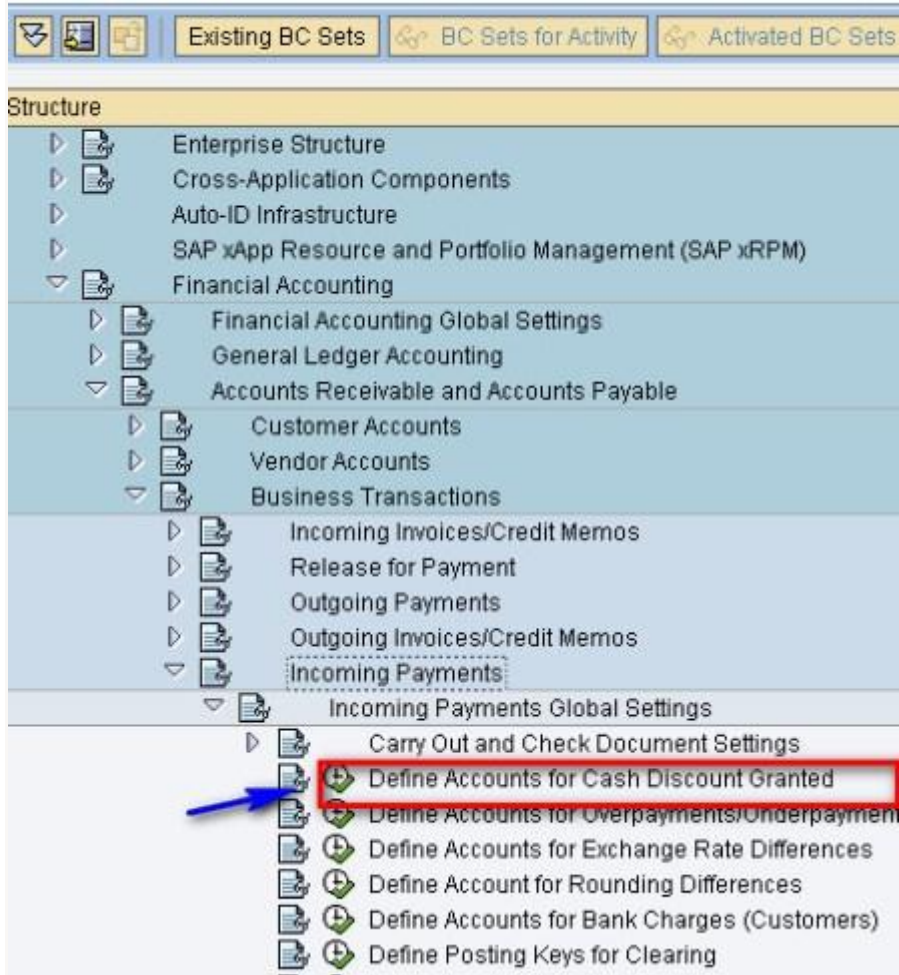 Existing BC Sets BC Sets for Activity Activated BC Sets
Structure
Enterprise Structure
Cross-Application Components
Auto-ID Infrastructure
SAP xApp Resource and Portfolio Management (SAP xRPM)
Financial Accounting
Financial Accounting Global Settings
General Ledger Accounting
Accounts Receivable and Accounts Payable
Customer Accounts
Vendor Accounts
Business Transactions
Incoming Invoices/Credit Memos
Release for Payment
Outgoing Payments
Outgoing Invoices/Credit Memos
Incoming Payments
Incoming Payments Global Settings
Carry Out and Check Document Settings
Define Accounts for Cash Discount Granted
Define Accounts for Overpayments/Underpayment
Define Accounts for Exchange Rate Differences
Define Account for Rounding Differences
Define Accounts for Bank Charges (Customers)
Define Posting Keys for Clearing